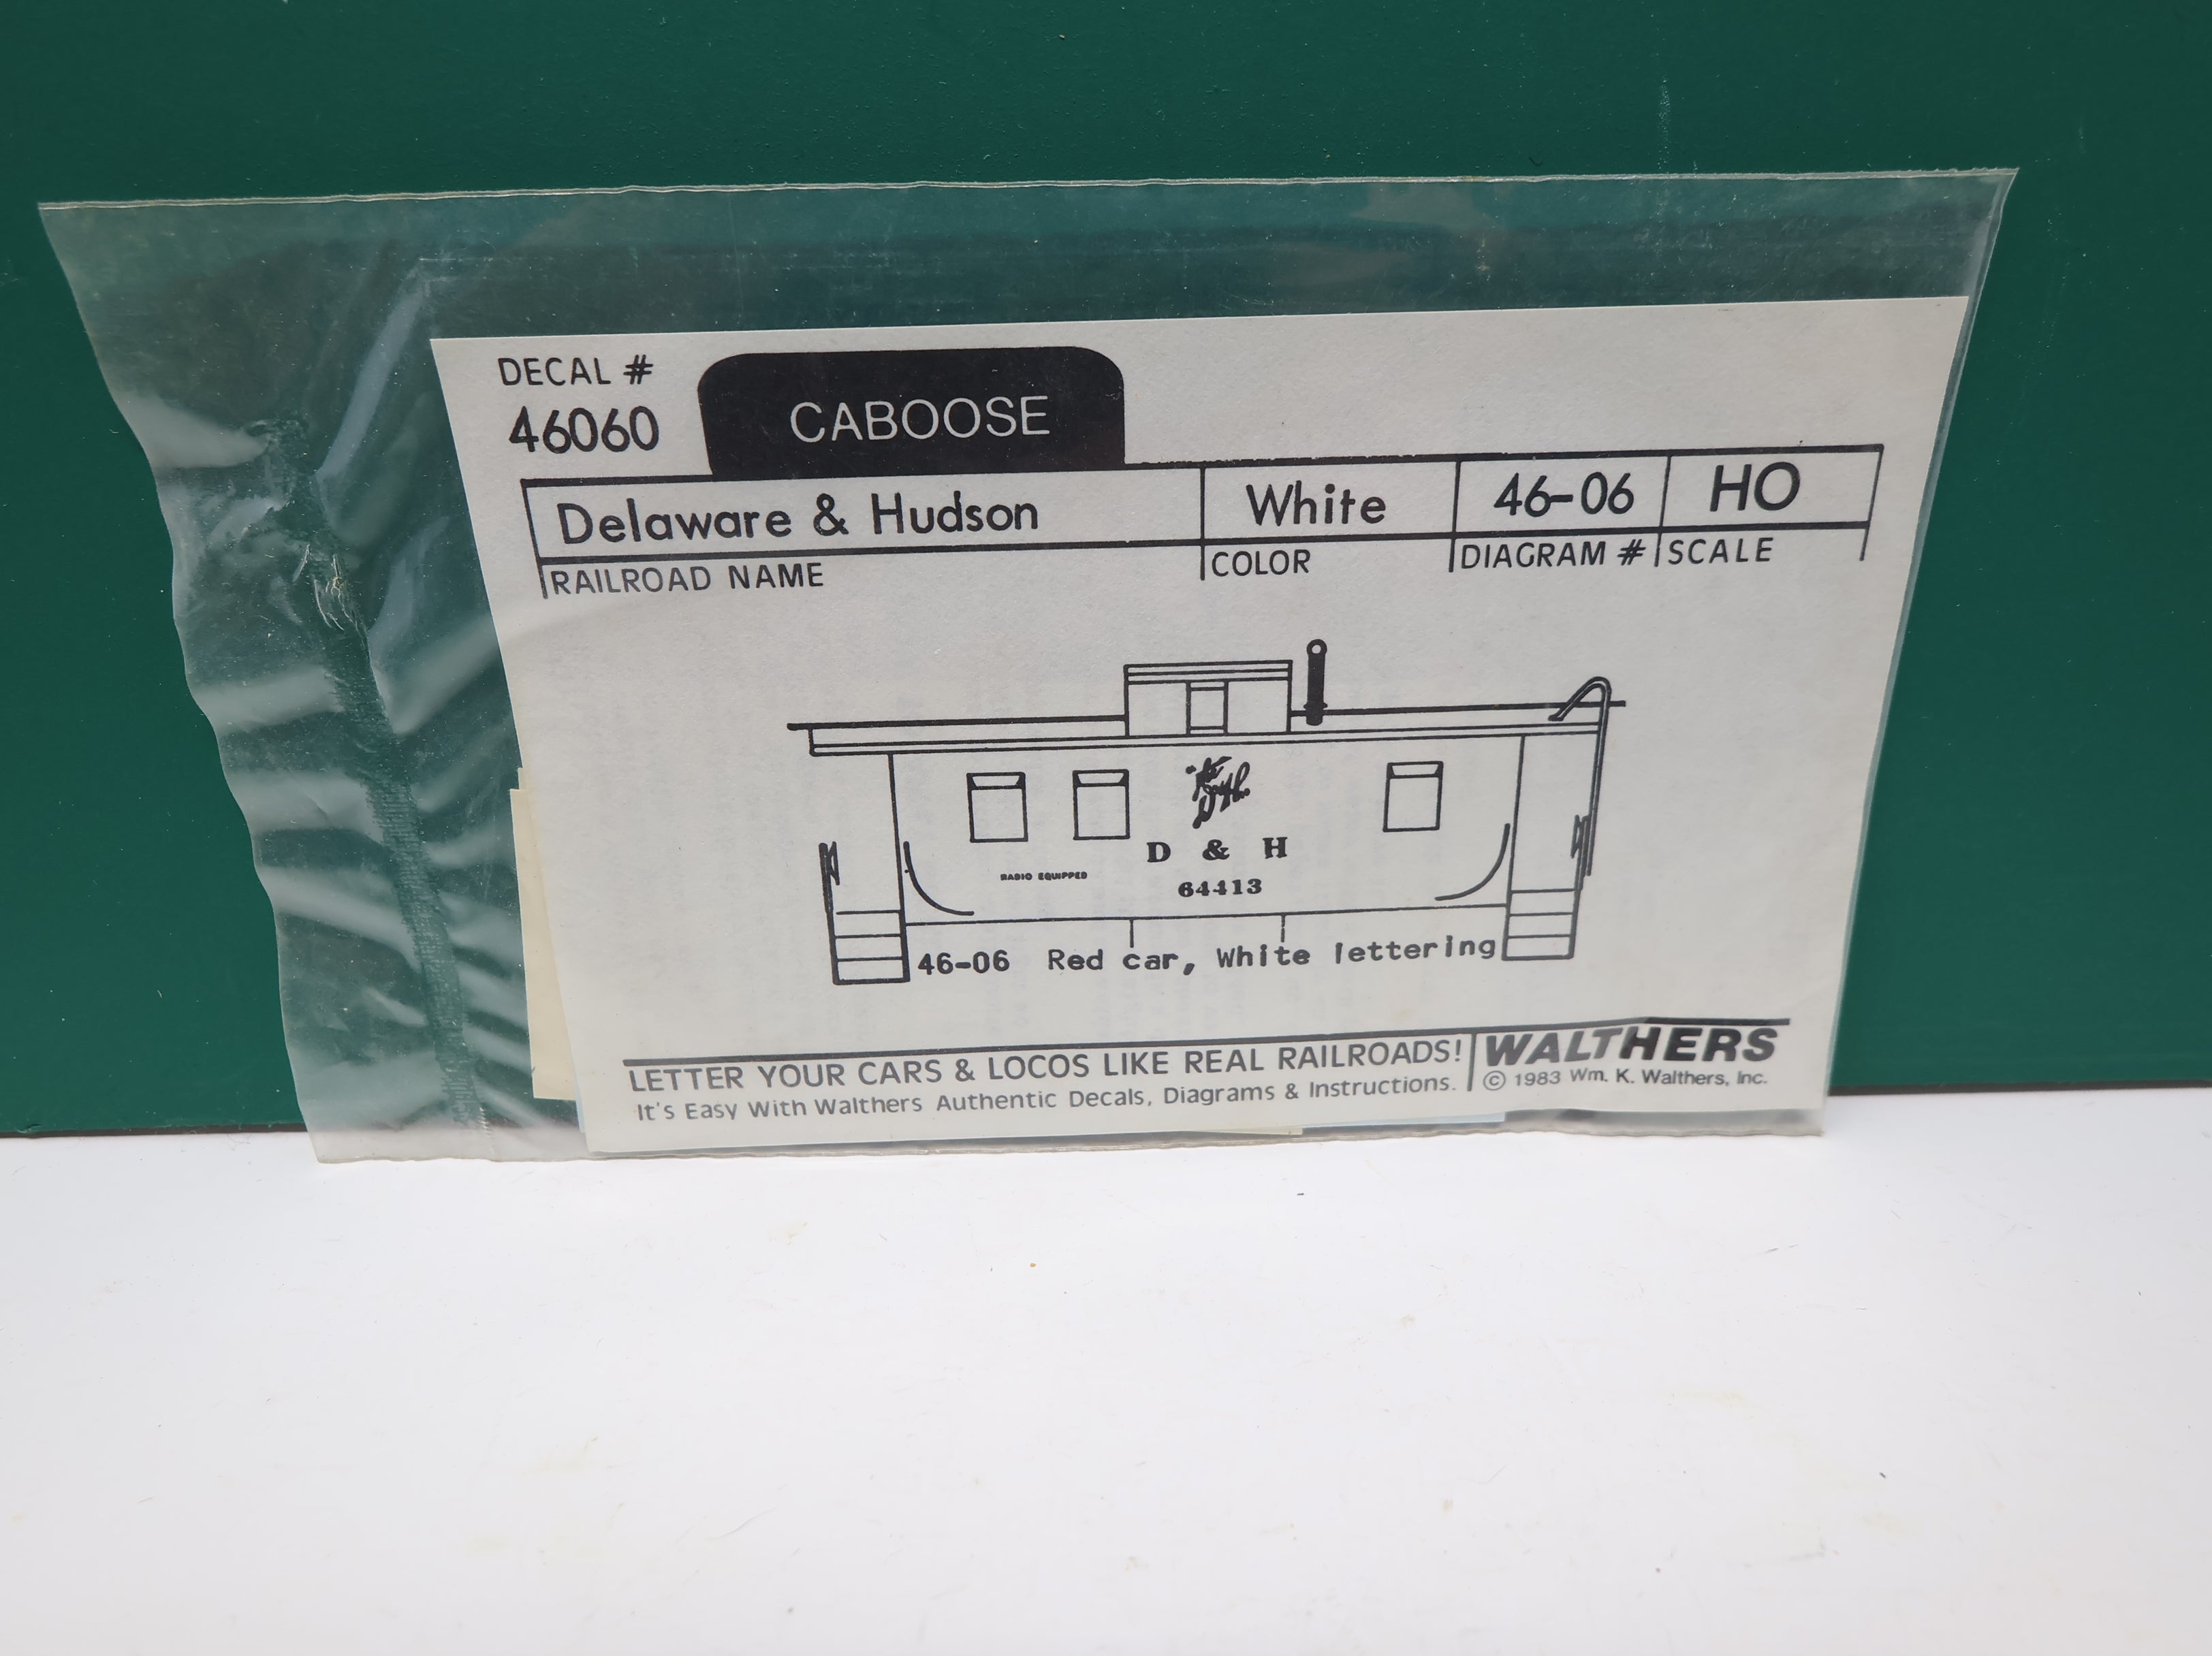 DECAL #
46060
CABOOSE
Delaware & Hudson White 46-06 HO
RAILROAD NAME COLOR DIAGRAM # SCALE
The D&H
D & H
RADIO EQUIPPED
64413
46-06 Red car, White lettering
LETTER YOUR CARS & LOCOS LIKE REAL RAILROADS!
It's Easy With Walthers Authentic Decals, Diagrams & Instructions.
WALTHERS
© 1983 Wm. K. Walthers, Inc.